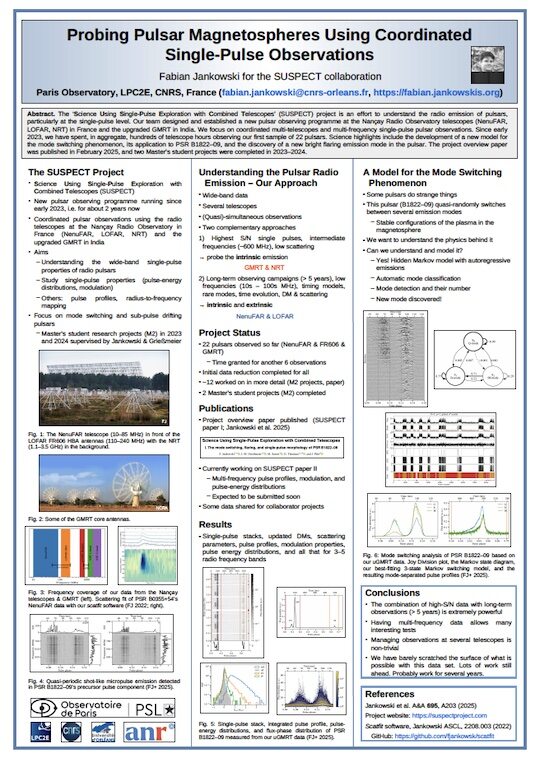 Probing Pulsar Magnetospheres Using Coordinated
Single-Pulse Observations
Fabian Jankowski for the SUSPECT collaboration
Paris Observatory, LPC2E, CNRS, France (fabian.jankowski@cnrs-orleans.fr, https://fabian.jankowskis.org)
Abstract. The 'Science Using Single-Pulse Exploration with Combined Telescopes' (SUSPECT) project is an effort to understand the radio emission of pulsars,
particularly at the single-pulse level. Our team designed and established a new pulsar observing programme at the Nançay Radio Observatory telescopes (NenuFAR,
LOFAR, NRT) in France and the upgraded GMRT in India. We focus on coordinated multi-telescopes and multi-frequency single-pulse pulsar observations. Since early
2023, we have spent, in aggregate, hundreds of telescope hours observing our first sample of 22 pulsars. Science highlights include the development of a new model for
the mode switching phenomenon, its application to PSR B1822–09, and the discovery of a new bright flaring emission mode in the pulsar. The project overview paper
was published in February 2025, and two Master's student projects were completed in 2023–2024.
The SUSPECT Project
• Science Using Single-Pulse Exploration with
Combined Telescopes (SUSPECT)
• New pulsar observing programme running since
early 2023, i.e. for about 2 years now
• Coordinated pulsar observations using the radio
telescopes at the Nançay Radio Observatory in
France (NenuFAR, LOFAR, NRT) and the
upgraded GMRT in India
• Aims
– Understanding the wide-band single-pulse
properties of radio pulsars
– Study single-pulse properties (pulse-energy
distributions, modulation)
– Others: pulse profiles, radius-to-frequency
mapping
• Focus on mode switching and sub-pulse drifting
pulsars
– Master's student research projects (M2) in 2023
and 2024 supervised by Jankowski & Grießmeier
FJ
Fig. 1: The NenuFAR telescope (10–85 MHz) in front of the
LOFAR FR606 HBA antennas (110–240 MHz) with the NRT
(1.1–3.5 GHz) in the background.
NCRA
Fig. 2: Some of the GMRT core antennas.
Fig. 3: Frequency coverage of our data from the Nançay
telescopes & GMRT (left). Scattering fit of PSR B0355+54's
NenuFAR data with our scatfit software (FJ 2022; right).
Fig. 4: Quasi-periodic shot-like micropulse emission detected
in PSR B1822–09's precursor pulse component (FJ+ 2025).
Observatoire
de Paris
PSL
LPC2E
cnrs
anr
Understanding the Pulsar Radio
Emission – Our Approach
• Wide-band data
• Several telescopes
• (Quasi)-simultaneous observations
• Two complementary approaches
1) Highest S/N single pulses, intermediate
frequencies (~600 MHz), low scattering
→ probe the intrinsic emission
GMRT & NRT
2) Long-term observing campaigns (> 5 years), low
frequencies (10s – 100s MHz), timing models,
rare modes, time evolution, DM & scattering
→ intrinsic and extrinsic
NenuFAR & LOFAR
Project Status
• 22 pulsars observed so far (NenuFAR & FR606 &
GMRT)
– Time granted for another 6 observations
• Initial data reduction completed for all
• ~12 worked on in more detail (M2 projects, paper)
• 2 Master's student projects (M2) completed
Publications
• Project overview paper published (SUSPECT
paper I; Jankowski et al. 2025)
Science Using Single-Pulse Exploration with Combined Telescopes
• Currently working on SUSPECT paper II
– Multi-frequency pulse profiles, modulation, and
pulse-energy distributions
– Expected to be submitted soon
• Some data shared for collaborator projects
Results
• Single-pulse stacks, updated DMs, scattering
parameters, pulse profiles, modulation properties,
pulse energy distributions, and all that for 3–5
radio frequency bands
Fig. 5: Single-pulse stack, integrated pulse profile, pulse-
energy distributions, and flux-phase distribution of PSR
B1822–09 measured from our uGMRT data (FJ+ 2025).
A Model for the Mode Switching
Phenomenon
• Some pulsars do strange things
• This pulsar (B1822–09) quasi-randomly switches
between several emission modes
– Stable configurations of the plasma in the
magnetosphere
• We want to understand the physics behind it
• Can we understand and model it?
– Yes! Hidden Markov model with autoregressive
emissions
– Automatic mode classification
– Mode detection and their number
– New mode discovered!
Fig. 6: Mode switching analysis of PSR B1822–09 based on
our uGMRT data. Joy Division plot, the Markov state diagram,
our best-fitting 3-state Markov switching model, and the
resulting mode-separated pulse profiles (FJ+ 2025).
Conclusions
• The combination of high-S/N data with long-term
observations (> 5 years) is extremely powerful
• Having multi-frequency data allows many
interesting tests
• Managing observations at several telescopes is
non-trivial
• We have barely scratched the surface of what is
possible with this data set. Lots of work still
ahead. Probably work for several years.
References
Jankowski et al. A&A 695, A203 (2025)
Project website: https://suspectproject.com
Scatfit software, Jankowski ASCL, 2208.003 (2022)
GitHub: https://github.com/fjankowsk/scatfit